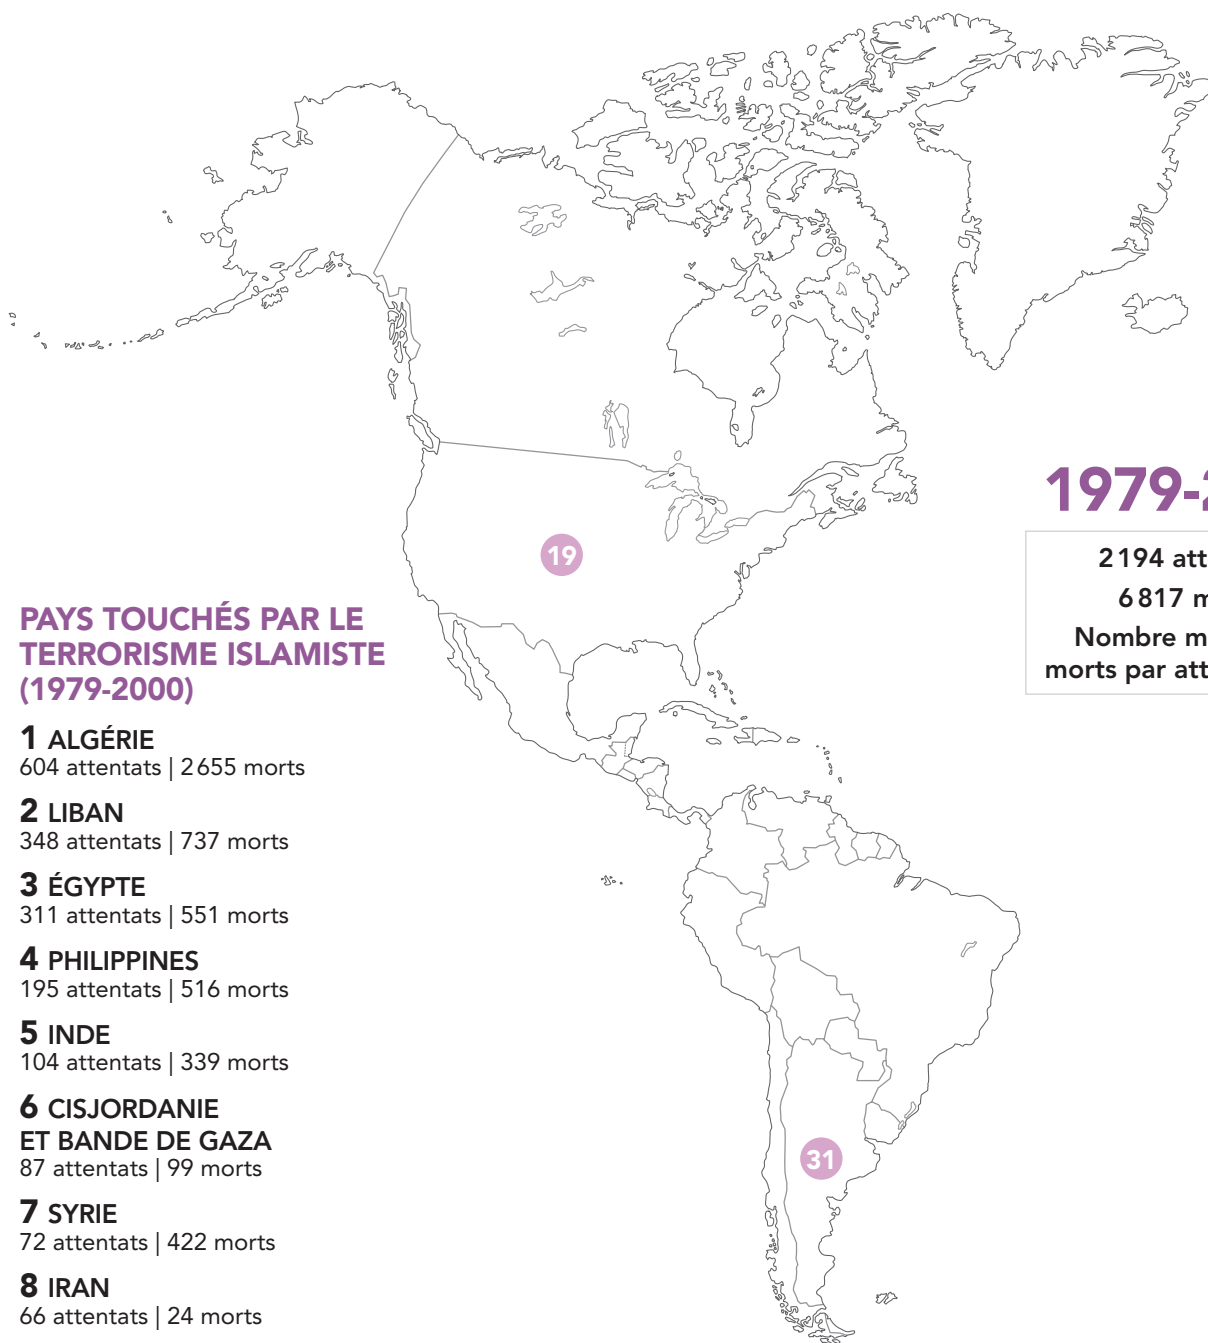 19
1979-2
2 194 att
6 817 m
Nombre m
morts par att
PAYS TOUCHÉS PAR LE
TERRORISME ISLAMISTE
(1979-2000)
1 ALGÉRIE
604 attentats | 2 655 morts
2 LIBAN
348 attentats | 737 morts
3 ÉGYPTE
311 attentats | 551 morts
4 PHILIPPINES
195 attentats | 516 morts
5 INDE
104 attentats | 339 morts
6 CISJORDANIE
ET BANDE DE GAZA
87 attentats | 99 morts
7 SYRIE
72 attentats | 422 morts
8 IRAN
66 attentats | 24 morts
31